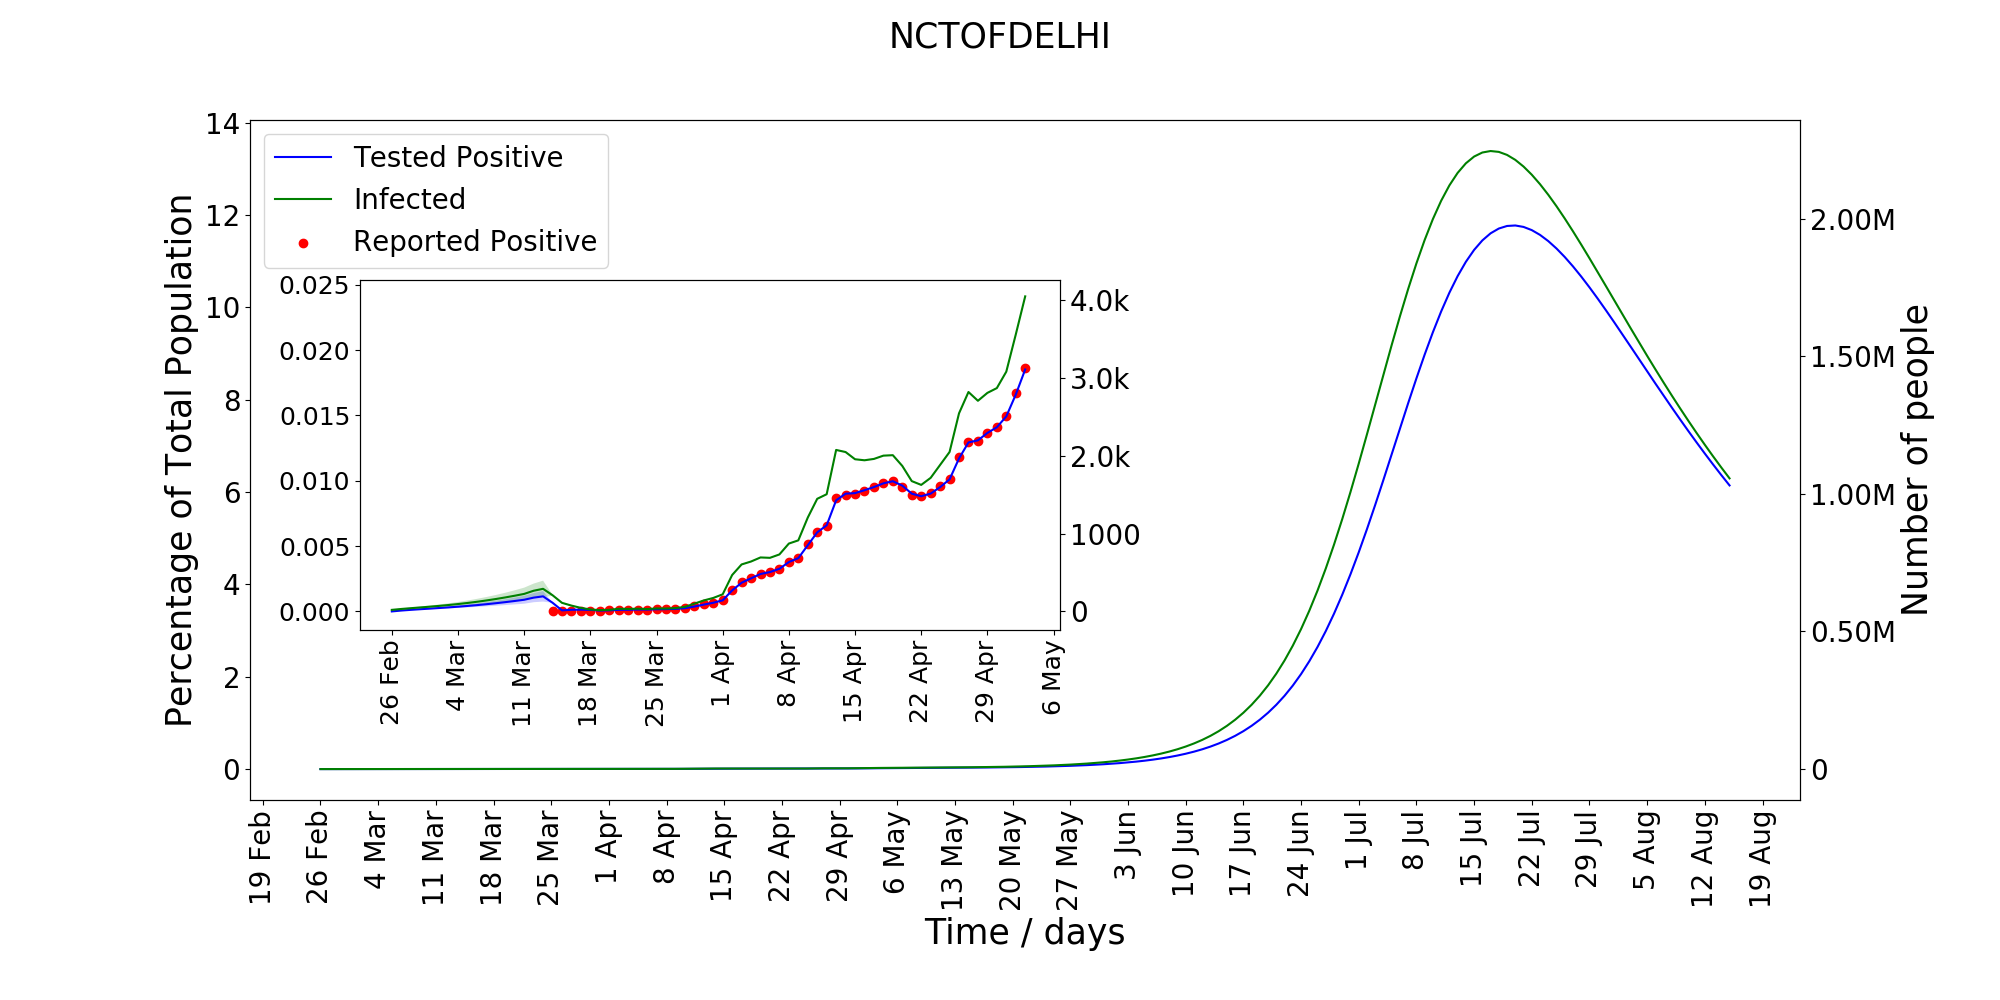 NCTOFDELHI
Percentage of Total Population
14
12
10
8
6
4
2
0
Tested Positive
Infected
Reported Positive
0.025
0.020
0.015
0.010
0.005
0.000
4.0k
3.0k
2.0k
1000
0
26 Feb
4 Mar
11 Mar
18 Mar
25 Mar
1 Apr
8 Apr
15 Apr
22 Apr
29 Apr
6 May
2.00M
1.50M
1.00M
0.50M
0
Number of people
19 Feb
26 Feb
4 Mar
11 Mar
18 Mar
25 Mar
1 Apr
8 Apr
15 Apr
22 Apr
29 Apr
6 May
13 May
20 May
27 May
3 Jun
10 Jun
17 Jun
24 Jun
1 Jul
8 Jul
15 Jul
22 Jul
29 Jul
5 Aug
12 Aug
19 Aug
Time / days